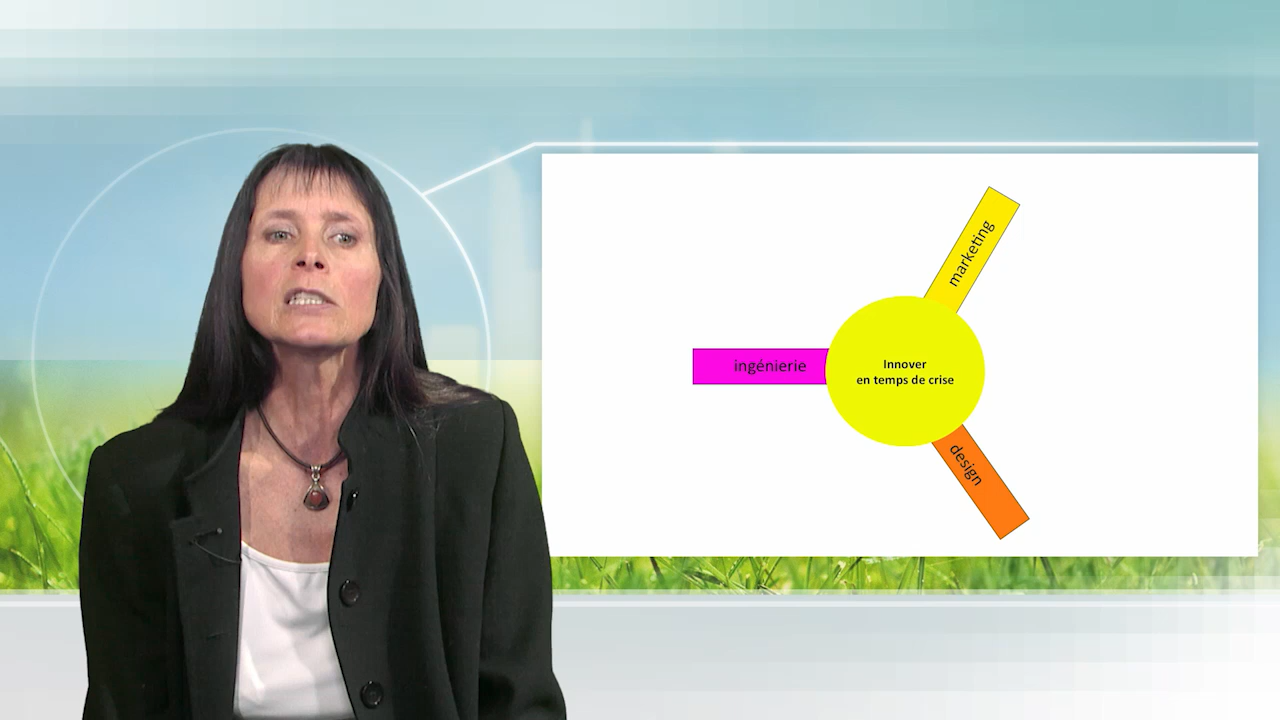 marketing
ingénierie
Innover
en temps de crise
design